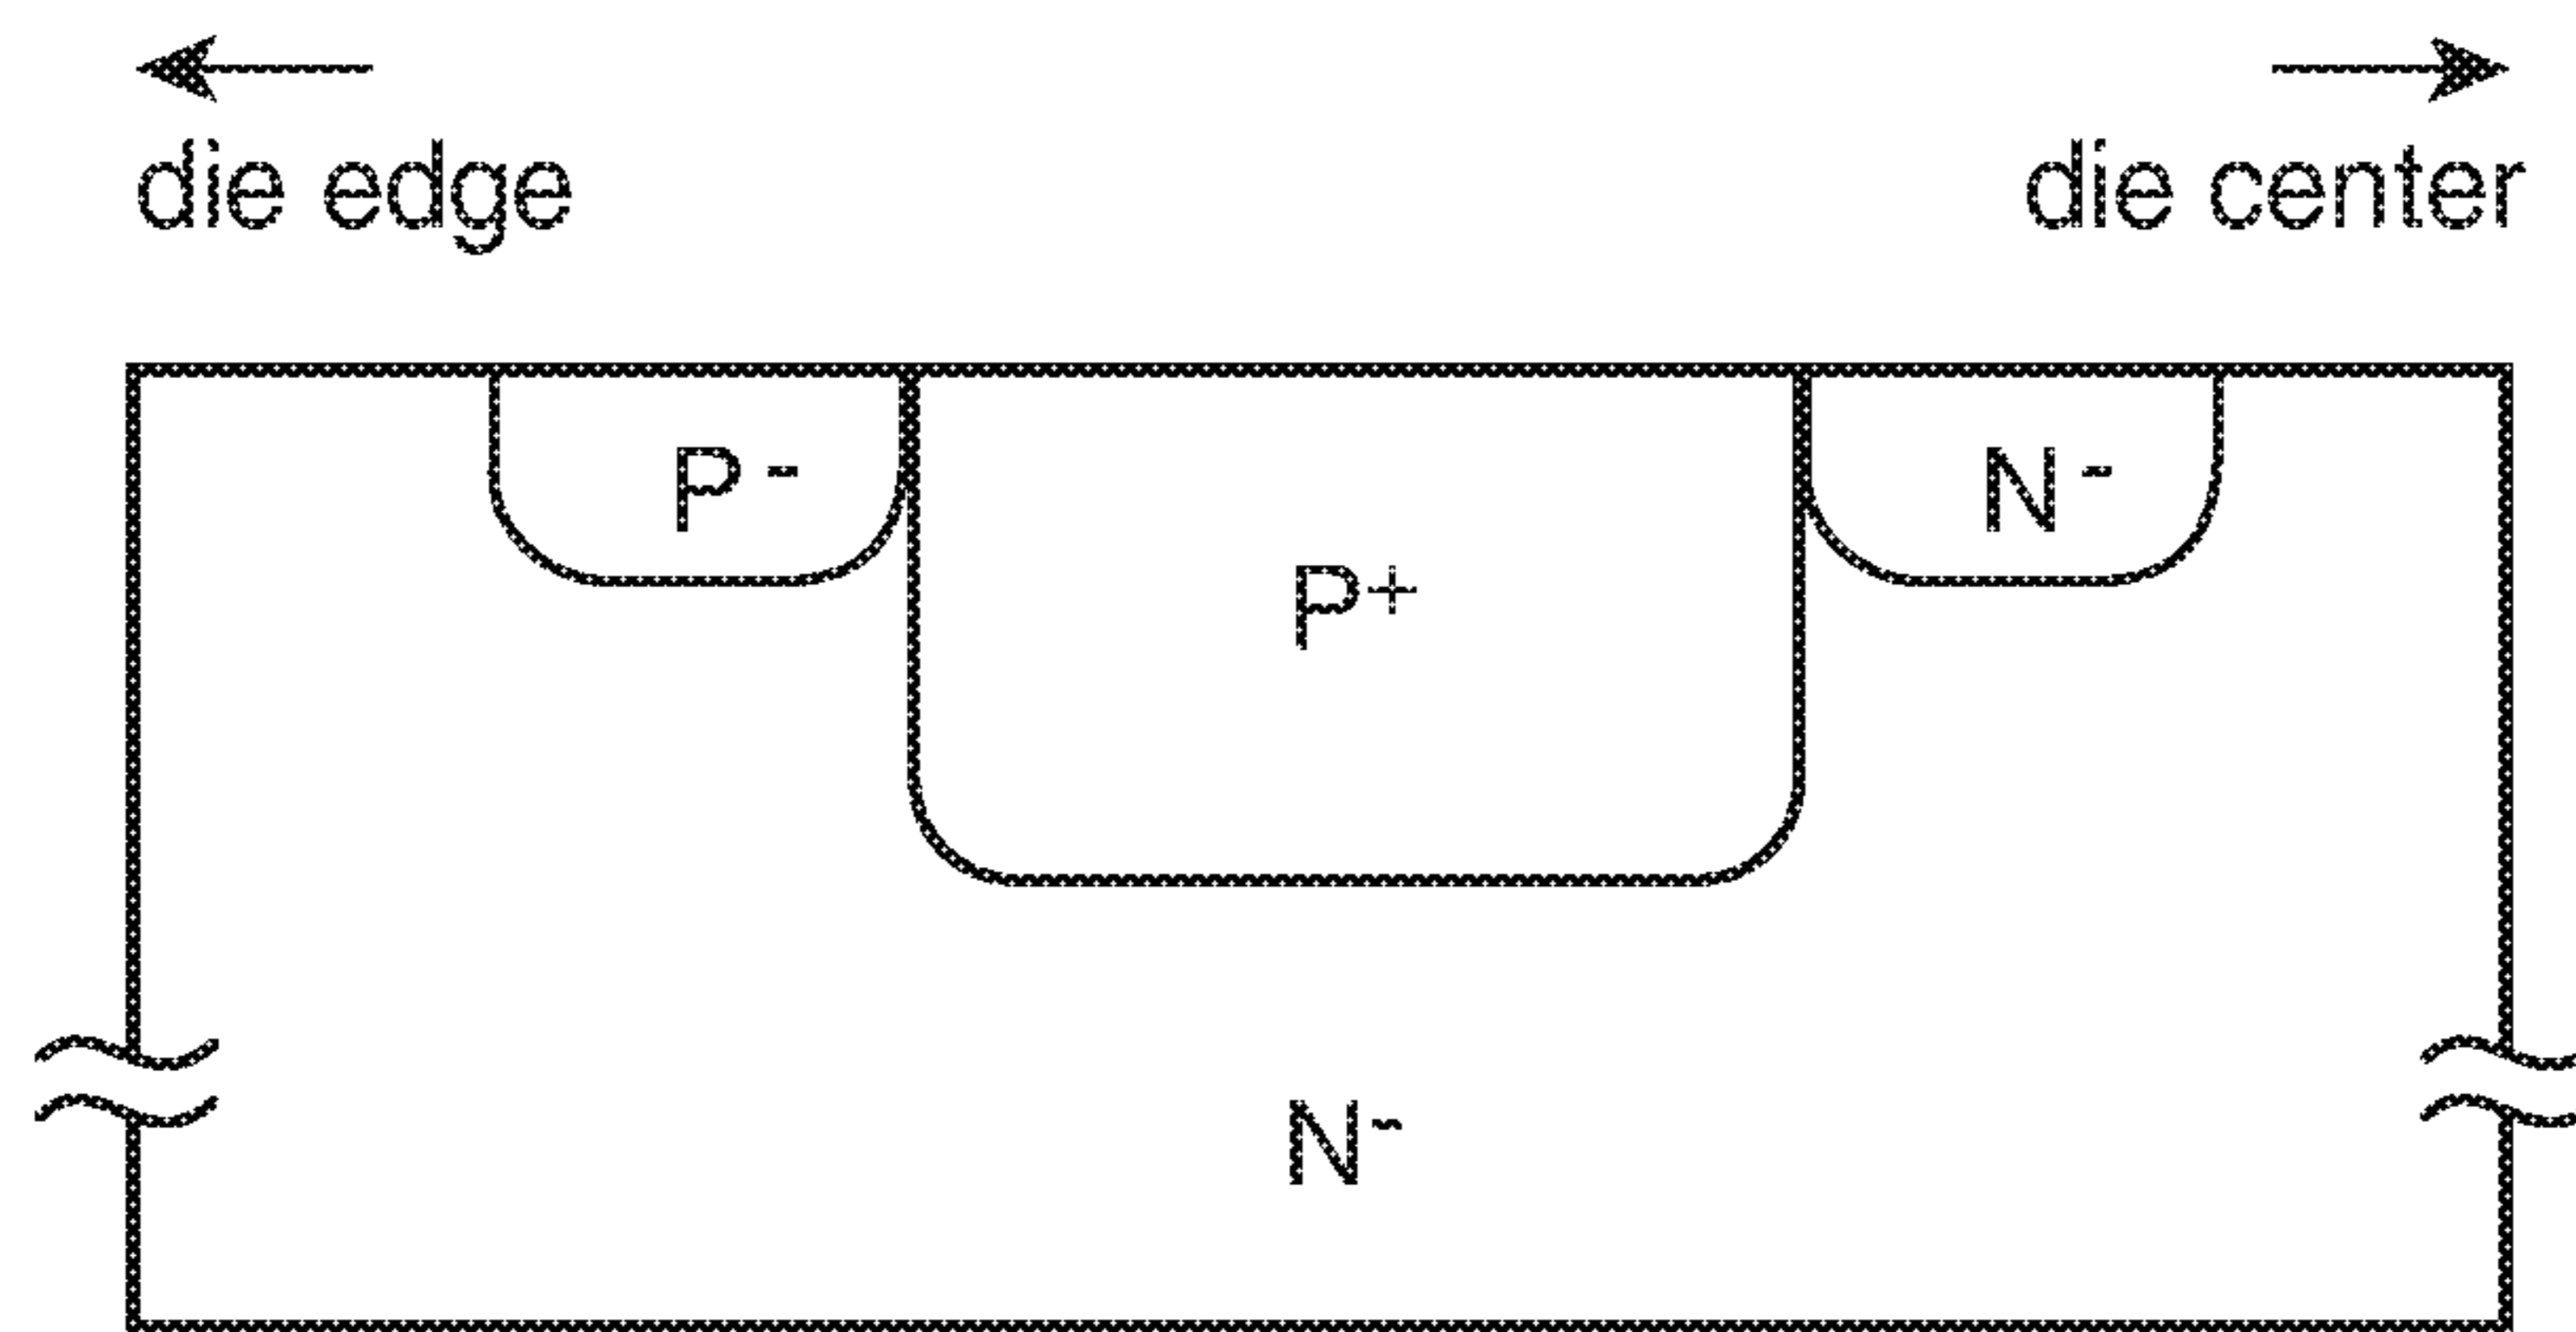 die edge
die center
P-
N-
P+
N-